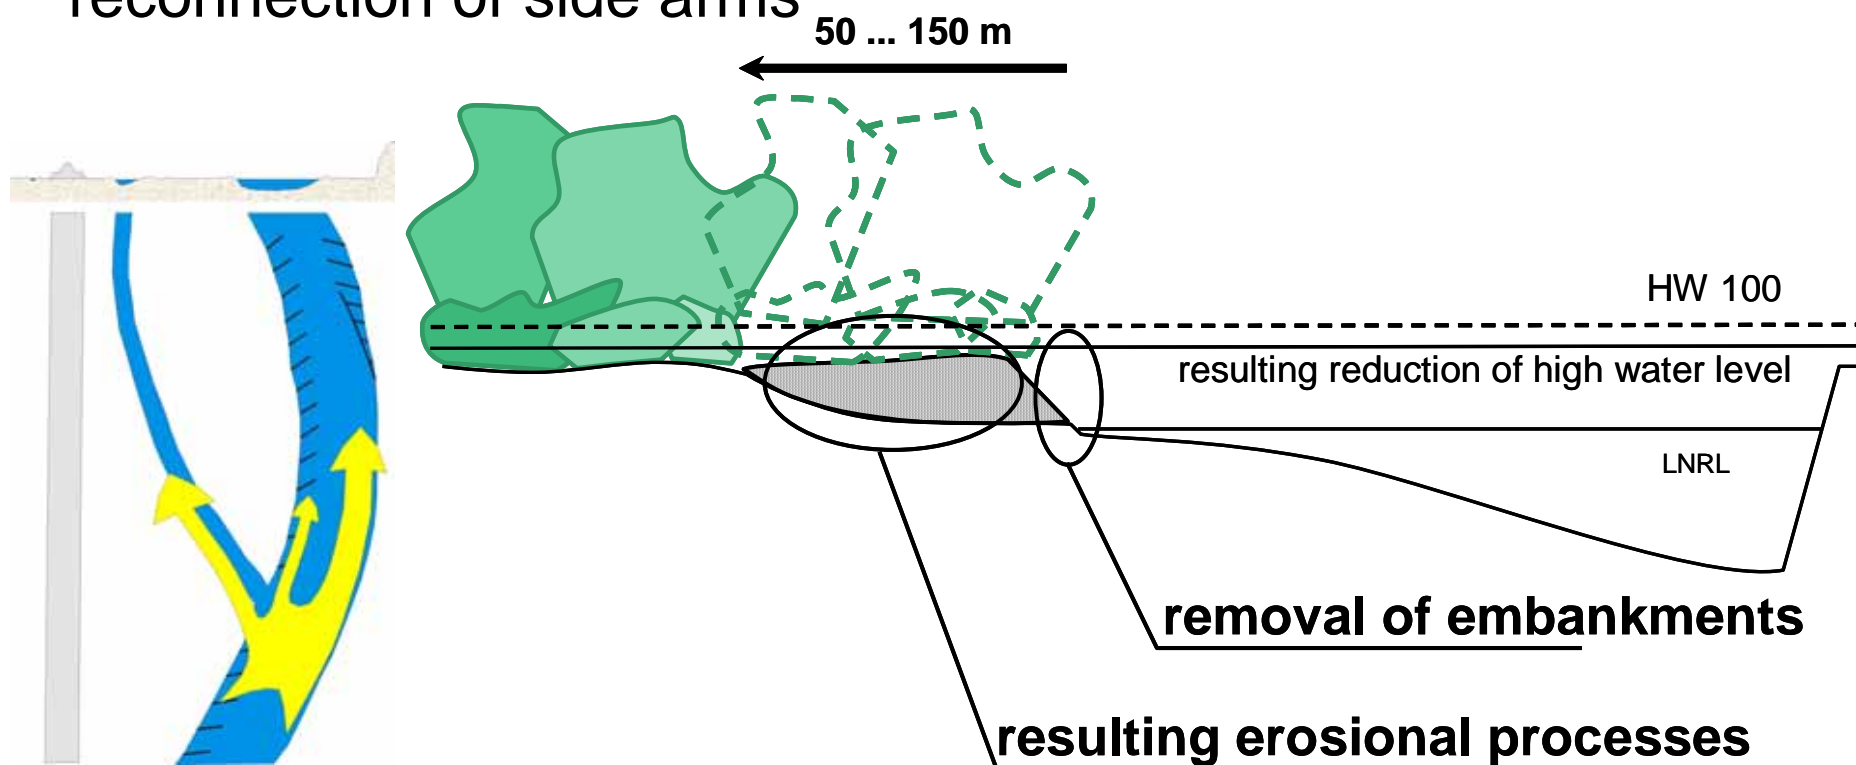 reconnection of side arms
50 ... 150 m
HW 100
resulting reduction of high water level
LNRL
removal of embankments
resulting erosional processes